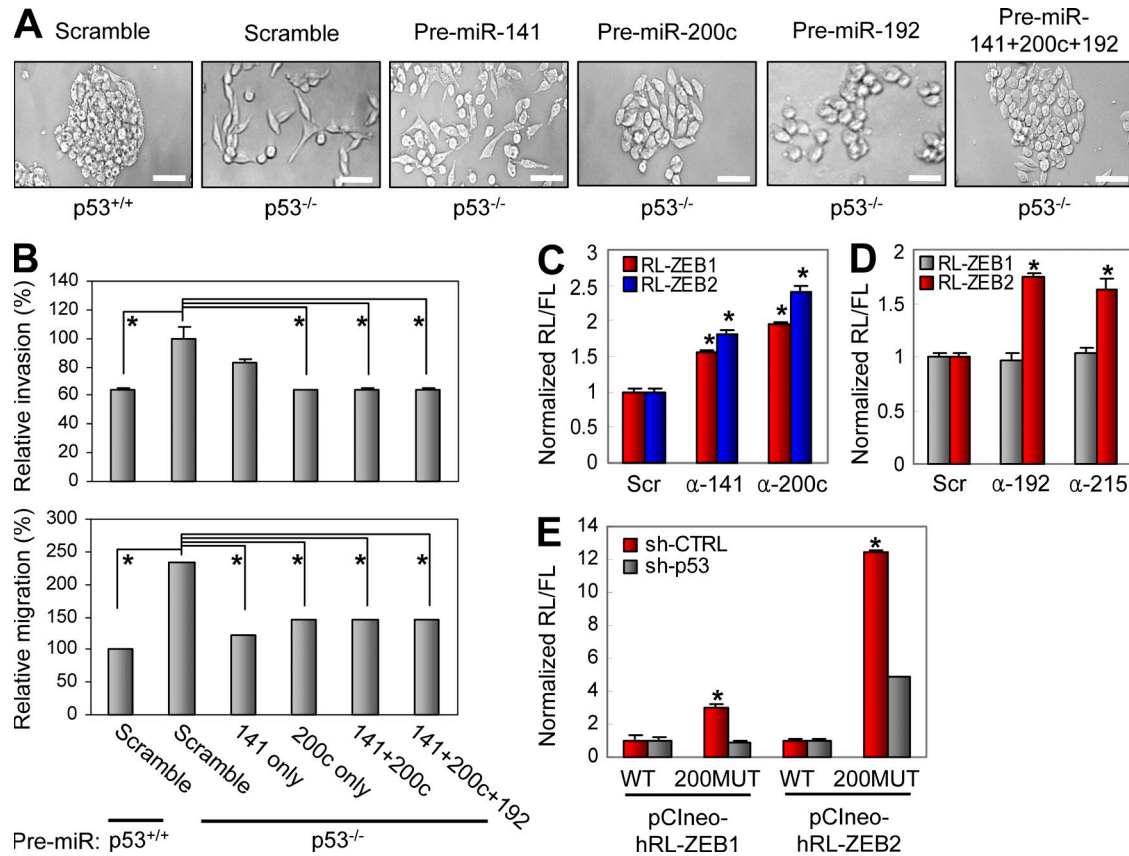 A
Scramble
Scramble
Pre-miR-141
Pre-miR-200c
Pre-miR-192
Pre-miR-
141+200c+192
p53+/+
p53-/-
p53-/-
p53-/-
p53-/-
p53-/-
B
Relative invasion (%)
140
120
100
80
60
40
20
0
*
*
*
*
Relative migration (%)
300
250
200
150
100
50
0
*
*
*
*
*
Scramble
Scramble
141 only
200c only
141+200c
141+200c+192
Pre-miR: p53+/+
p53-/-
C
Normalized RL/FL
3
2.5
2
1.5
1
0.5
0
RL-ZEB1
RL-ZEB2
*
*
*
*
Scr
α-141
α-200c
D
Normalized RL/FL
2
1.5
1
0.5
0
RL-ZEB1
RL-ZEB2
*
*
Scr
α-192
α-215
E
Normalized RL/FL
14
12
10
8
6
4
2
0
sh-CTRL
sh-p53
*
*
WT 200MUT WT 200MUT
pCIneo-
hRL-ZEB1
pCIneo-
hRL-ZEB2